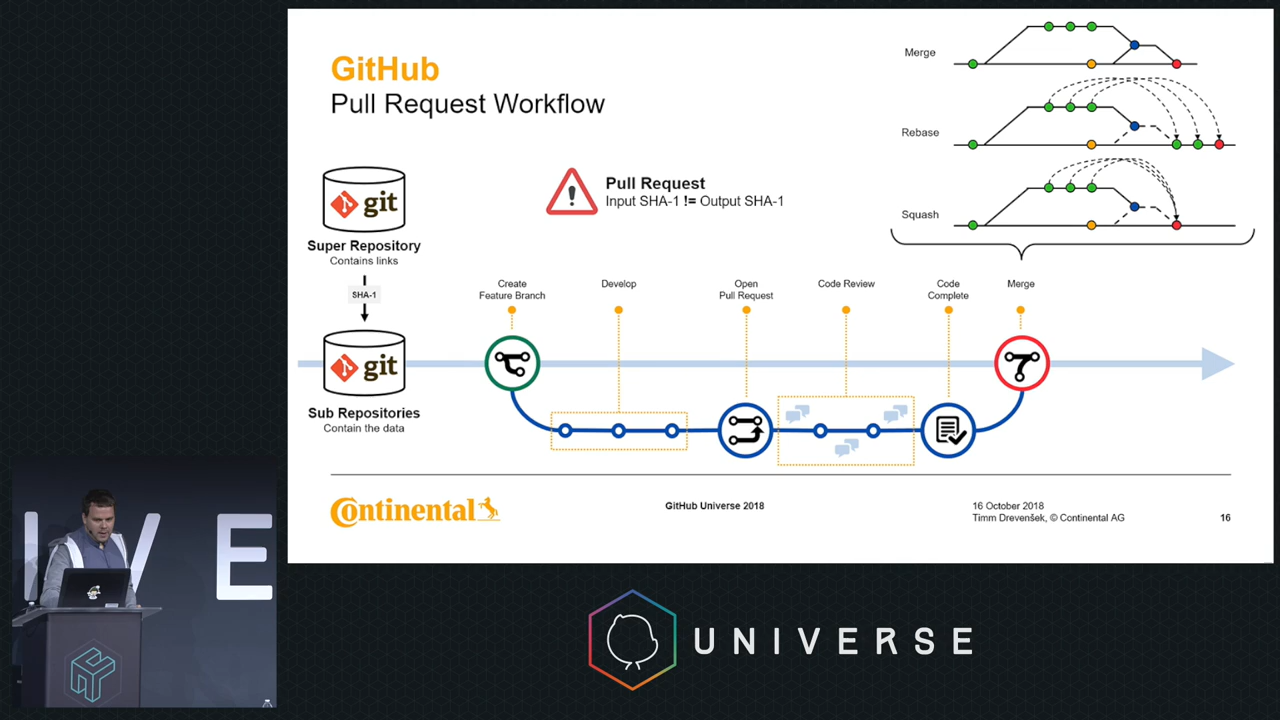 GitHub
Pull Request Workflow
Merge
Rebase
Squash
Pull Request
Input SHA-1 != Output SHA-1
git
Super Repository
Contains links
SHA-1
git
Sub Repositories
Contain the data
Create
Feature Branch
Develop
Open
Pull Request
Code Review
Code
Complete
Merge
Continental
GitHub Universe 2018
16 October 2018
Timm Drevenšek, © Continental AG
16
I V E
UNIVERSE